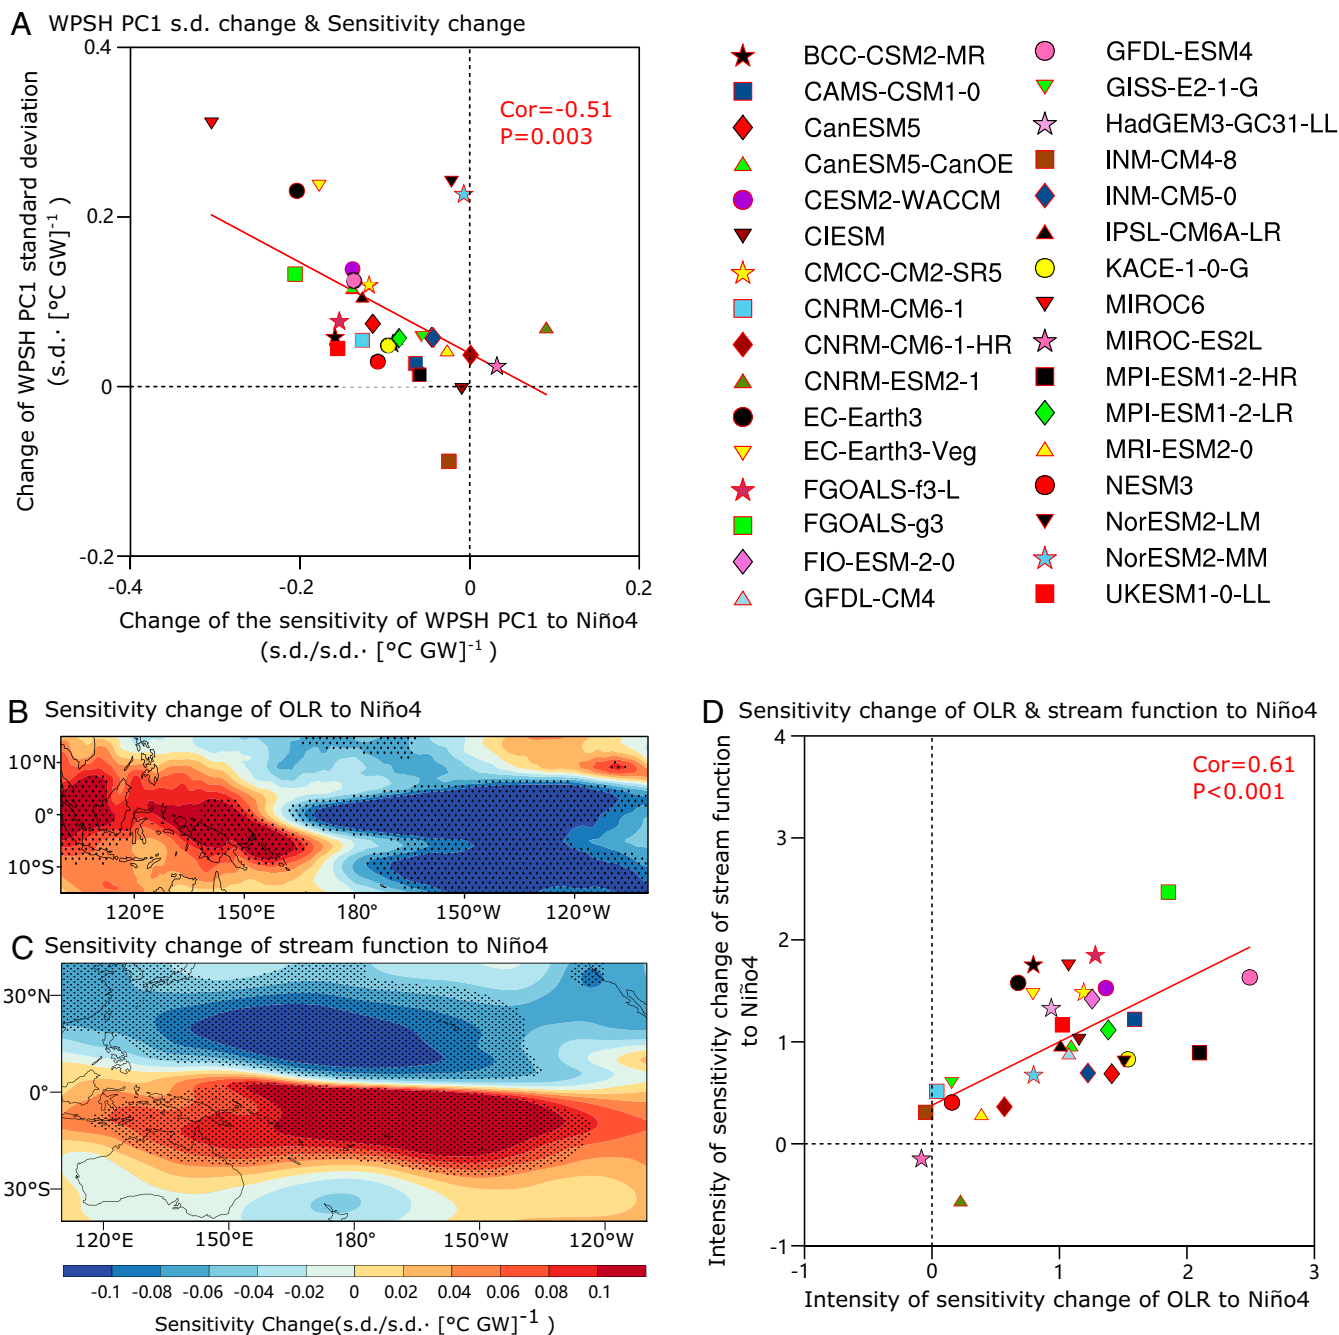 A WPSH PC1 s.d. change & Sensitivity change
Change of WPSH PC1 standard deviation
(s.d.· [°C GW]⁻¹ )
0.4
0.2
0
-0.2
-0.4
-0.2
0
0.2
Cor=-0.51
P=0.003
Change of the sensitivity of WPSH PC1 to Niño4
(s.d./s.d.· [°C GW]⁻¹ )
BCC-CSM2-MR
CAMS-CSM1-0
CanESM5
CanESM5-CanOE
CESM2-WACCM
CIESM
CMCC-CM2-SR5
CNRM-CM6-1
CNRM-CM6-1-HR
CNRM-ESM2-1
EC-Earth3
EC-Earth3-Veg
FGOALS-f3-L
FGOALS-g3
FIO-ESM-2-0
GFDL-CM4
GFDL-ESM4
GISS-E2-1-G
HadGEM3-GC31-LL
INM-CM4-8
INM-CM5-0
IPSL-CM6A-LR
KACE-1-0-G
MIROC6
MIROC-ES2L
MPI-ESM1-2-HR
MPI-ESM1-2-LR
MRI-ESM2-0
NESM3
NorESM2-LM
NorESM2-MM
UKESM1-0-LL
B Sensitivity change of OLR to Niño4
10°N
0°
10°S
120°E 150°E 180° 150°W 120°W
C Sensitivity change of stream function to Niño4
30°N
0°
30°S
120°E 150°E 180° 150°W 120°W
-0.1 -0.08 -0.06 -0.04 -0.02 0 0.02 0.04 0.06 0.08 0.1
Sensitivity Change(s.d./s.d.· [°C GW]⁻¹ )
D Sensitivity change of OLR & stream function to Niño4
Intensity of sensitivity change of stream function
to Niño4
4
3
2
1
0
-1
-1 0 1 2 3
Cor=0.61
P<0.001
Intensity of sensitivity change of OLR to Niño4